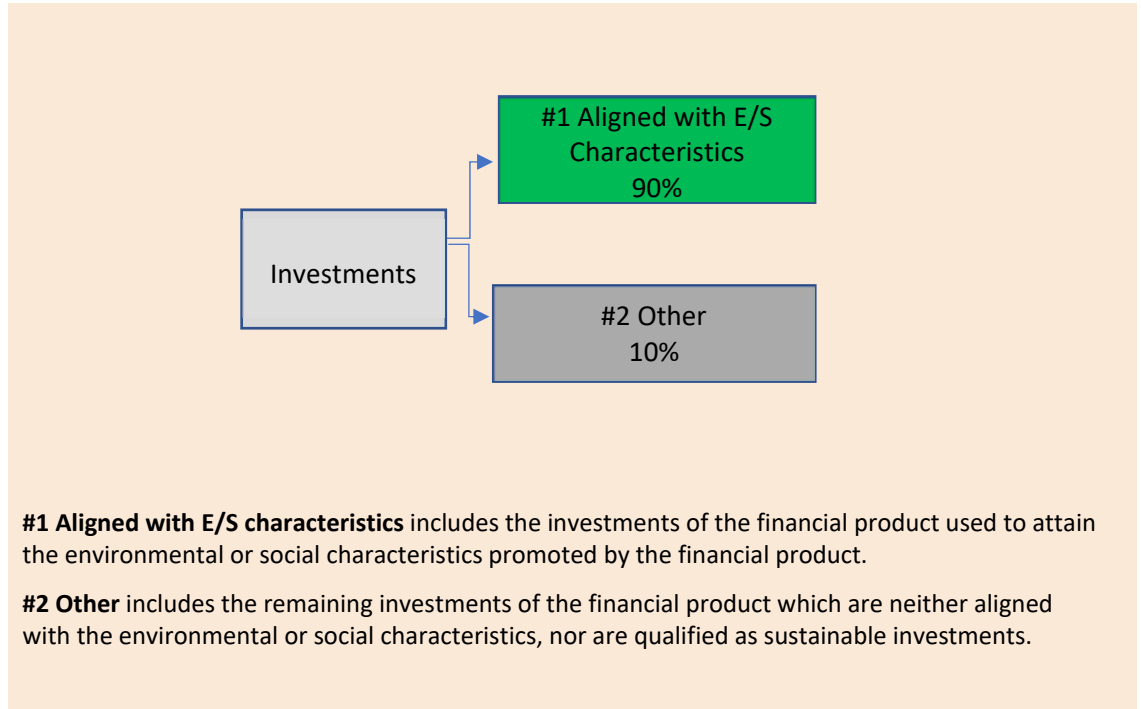 #1 Aligned with E/S
Characteristics
90%
Investments
#2 Other
10%
#1 Aligned with E/S characteristics includes the investments of the financial product used to attain
the environmental or social characteristics promoted by the financial product.
#2 Other includes the remaining investments of the financial product which are neither aligned
with the environmental or social characteristics, nor are qualified as sustainable investments.